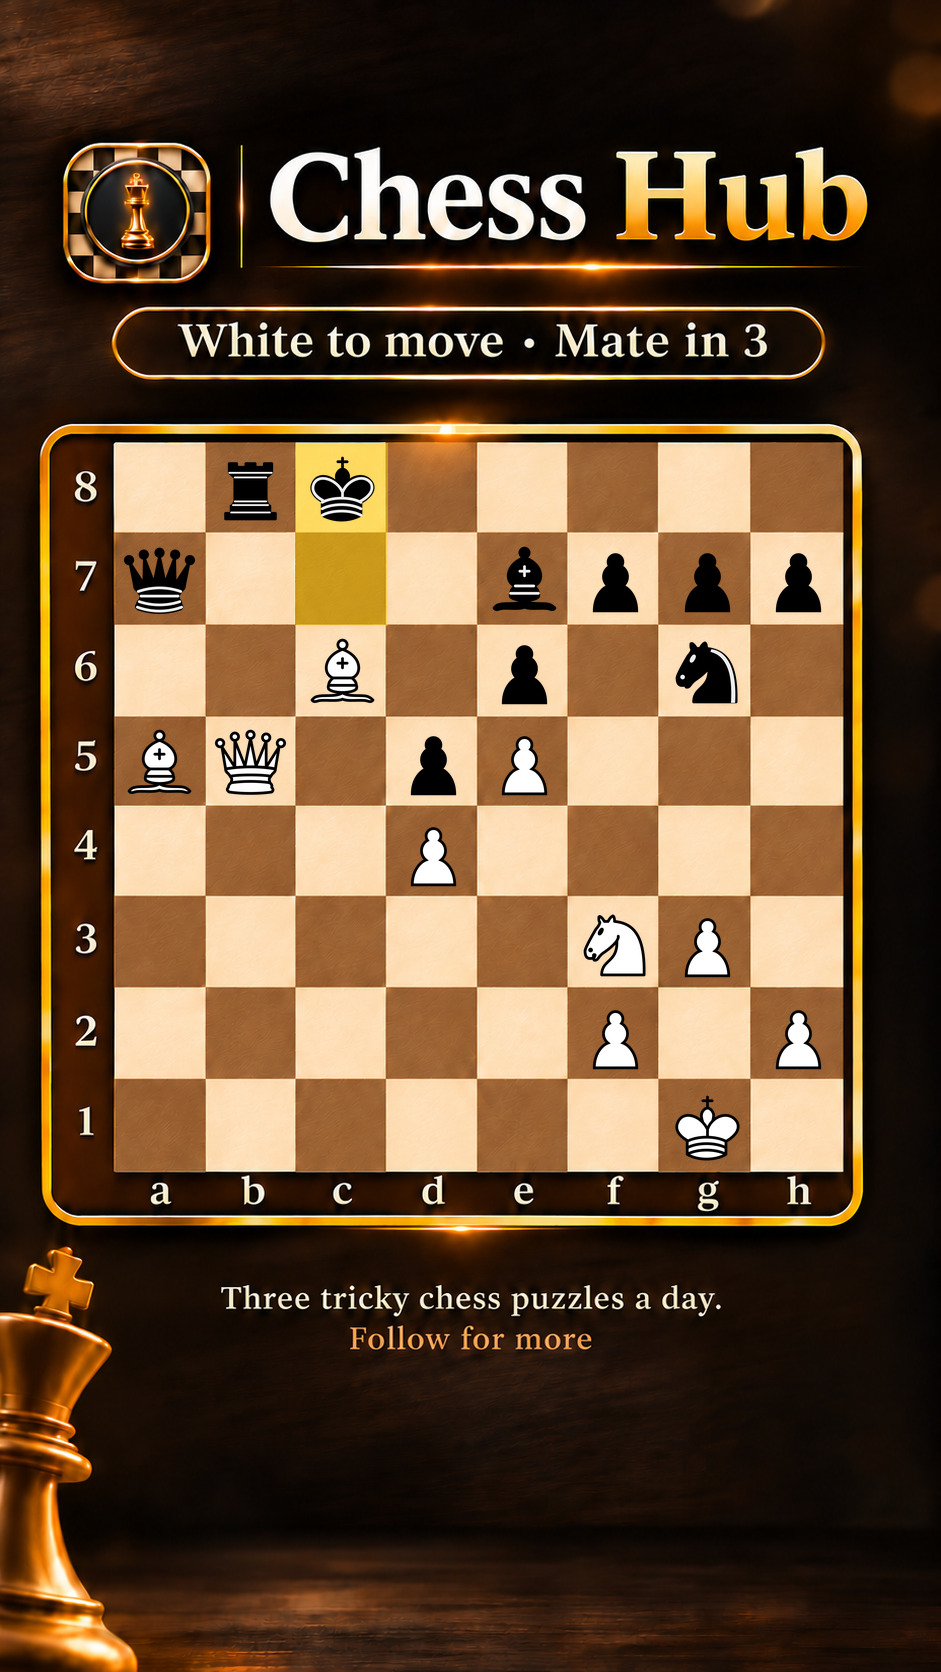 Chess Hub
White to move • Mate in 3
8
7
6
5
4
3
2
1
a b c d e f g h
Three tricky chess puzzles a day.
Follow for more